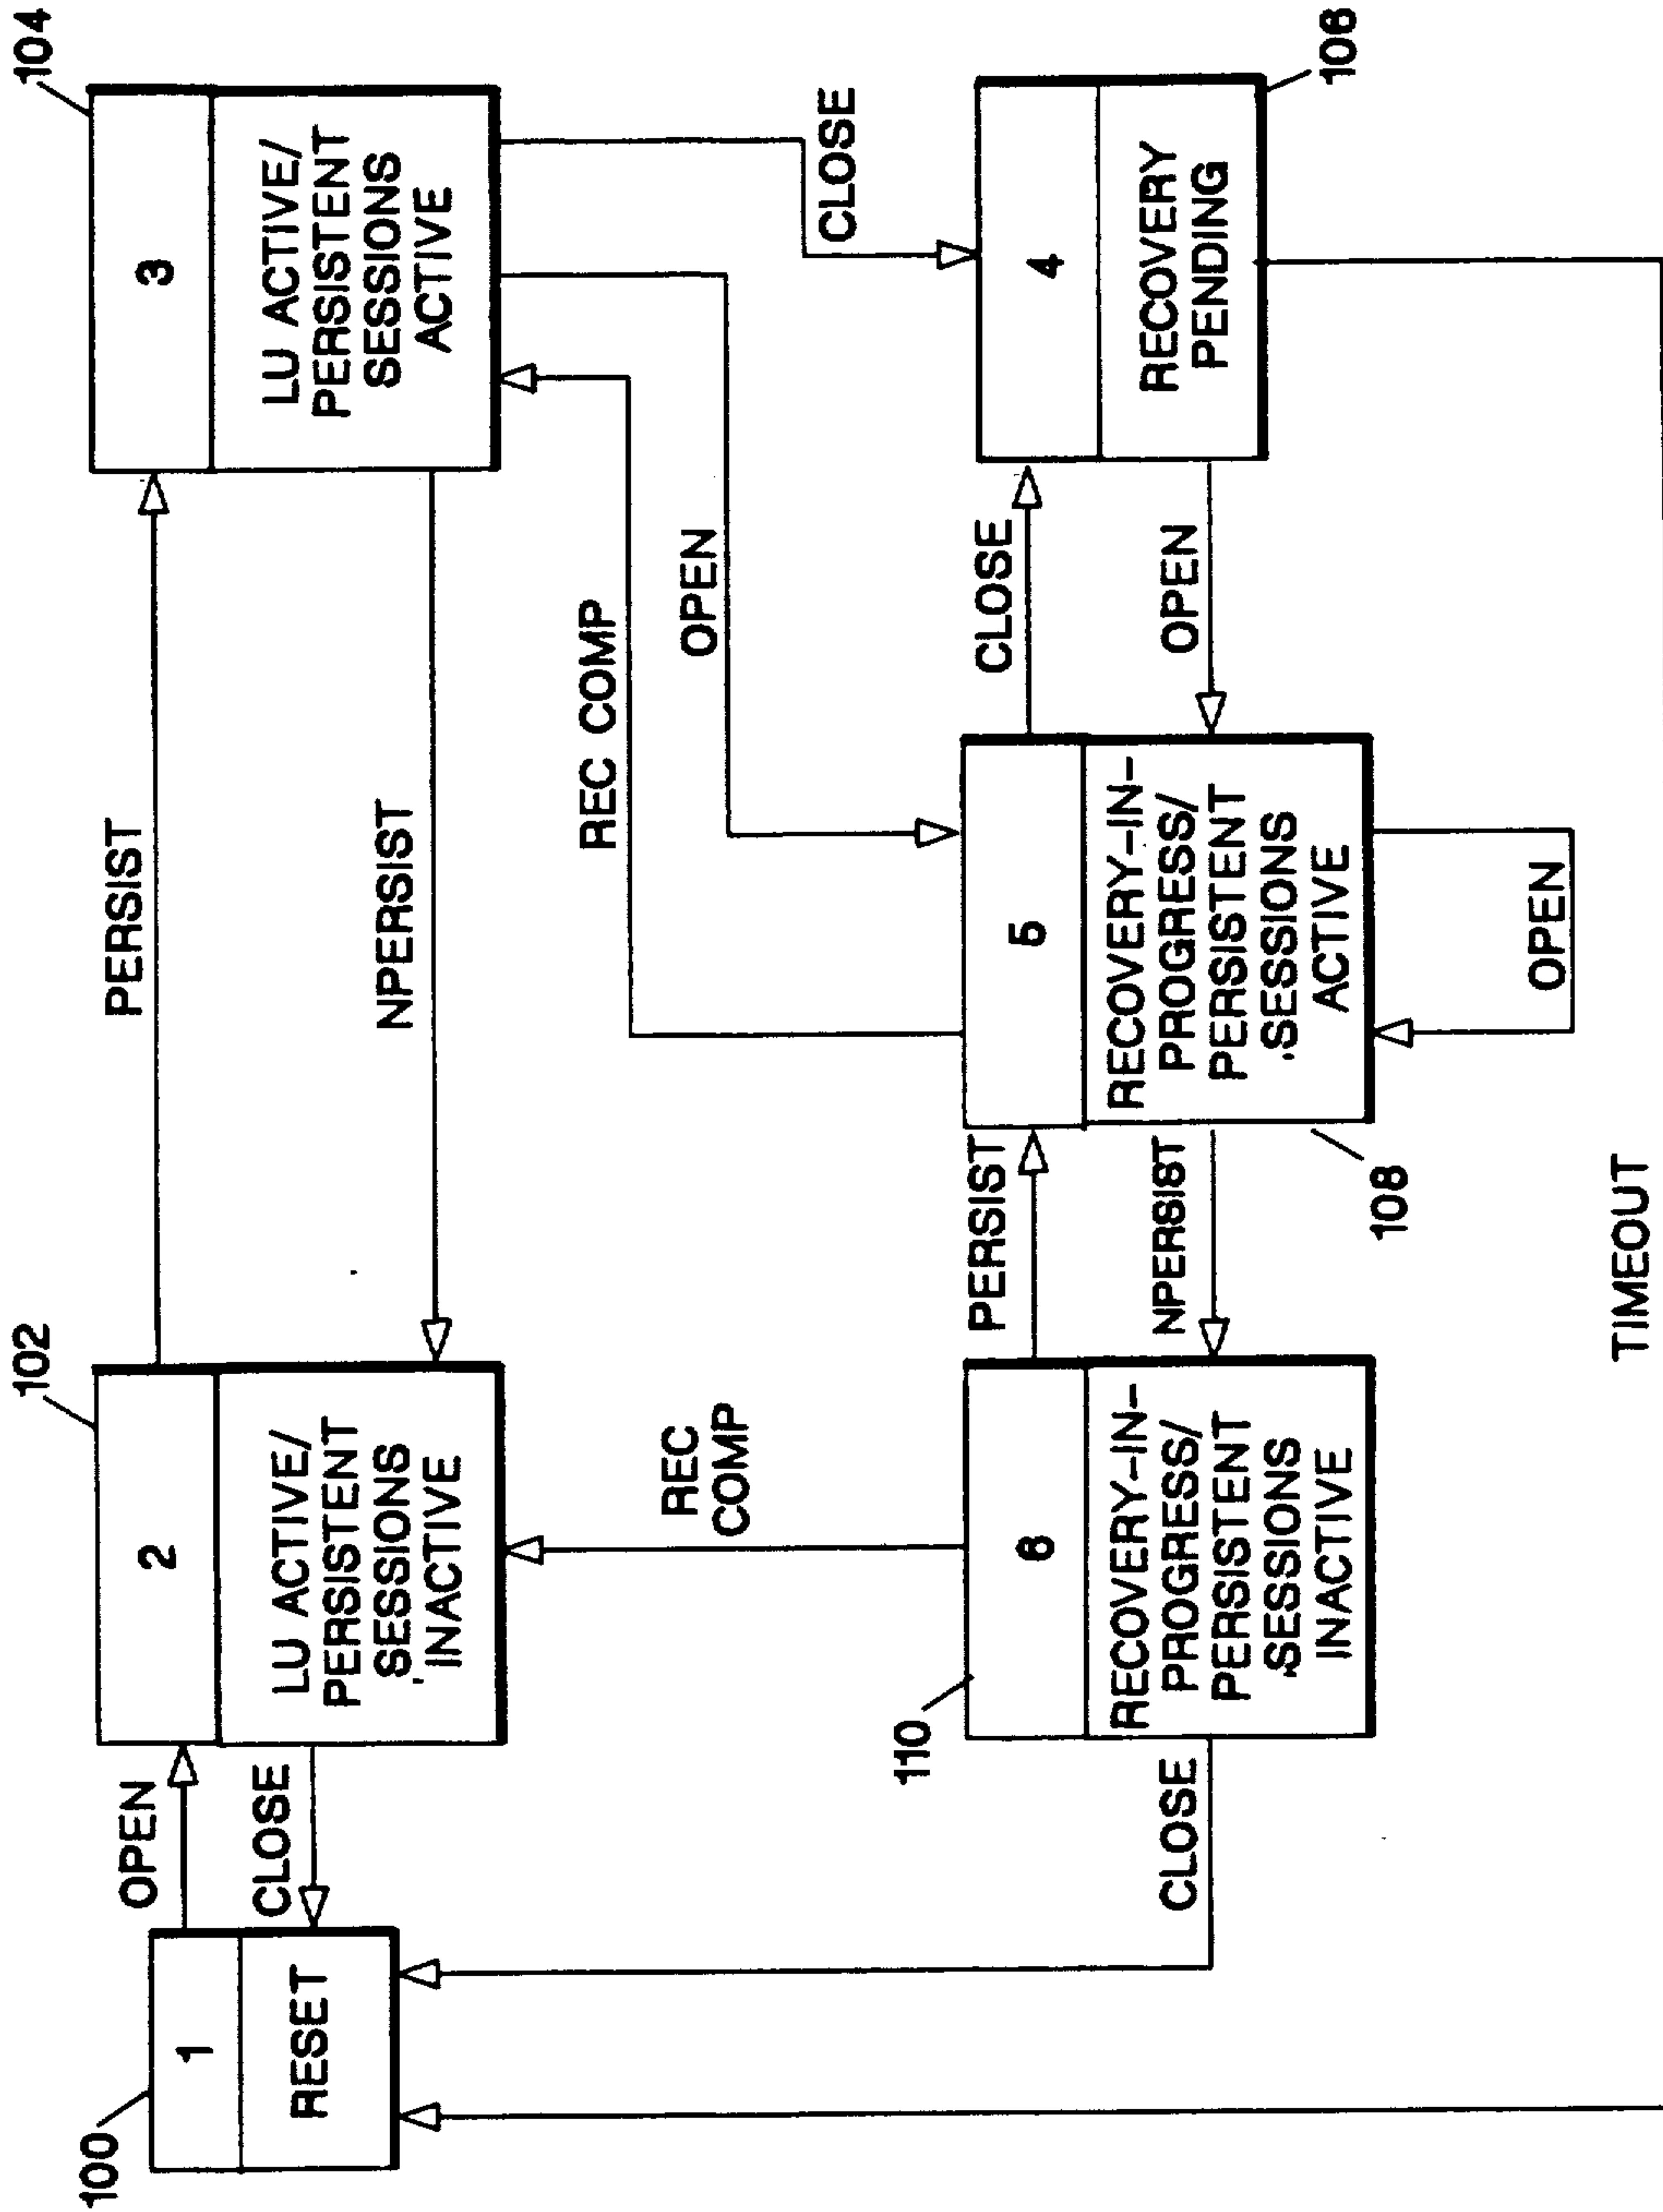 100
1
RESET
OPEN
CLOSE
102
2
LU ACTIVE/
PERSISTENT
SESSIONS
INACTIVE
PERSIST
NPERSIST
104
3
LU ACTIVE/
PERSISTENT
SESSIONS
ACTIVE
REC
COMP
REC COMP
OPEN
CLOSE
110
6
RECOVERY-IN-
PROGRESS/
PERSISTENT
SESSIONS
INACTIVE
CLOSE
PERSIST
NPERSIST
5
RECOVERY-IN-
PROGRESS/
PERSISTENT
SESSIONS
ACTIVE
108
CLOSE
OPEN
4
RECOVERY
PENDING
106
OPEN
TIMEOUT